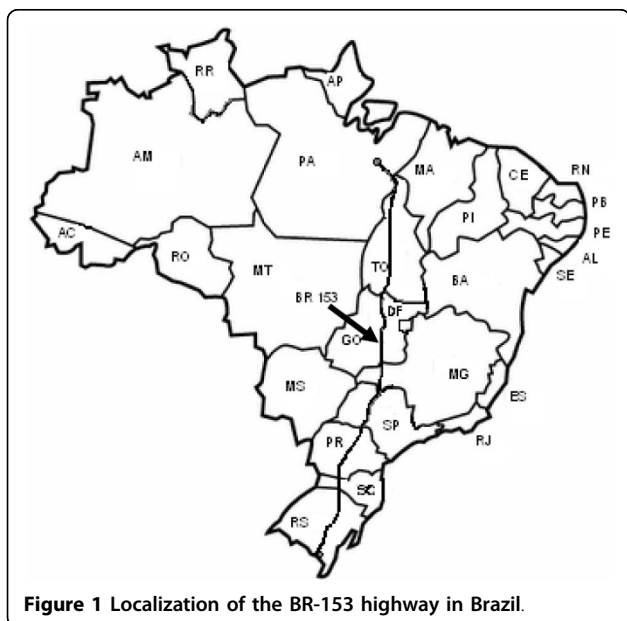 RR
AP
AM
PA
MA
CE
RN
PB
PI
PE
AC
AL
TO
SE
RO
MT
BA
BR 153
DF
GO
MG
MS
ES
SP
RJ
PR
SC
RS
Figure 1 Localization of the BR-153 highway in Brazil.